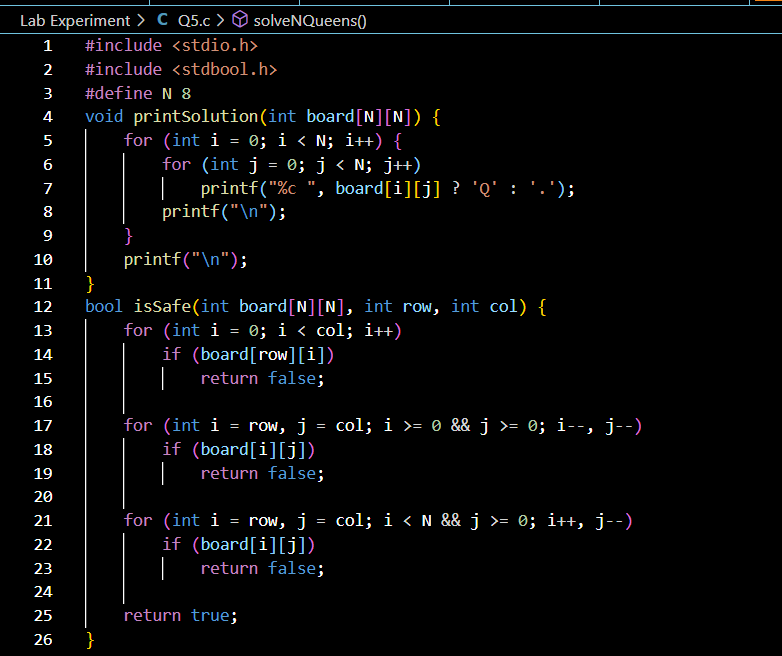 Lab Experiment > C Q5.c > solveNQueens()
1 #include <stdio.h>
2 #include <stdbool.h>
3 #define N 8
4 void printSolution(int board[N][N]) {
5     for (int i = 0; i < N; i++) {
6         for (int j = 0; j < N; j++)
7             printf("%c ", board[i][j] ? 'Q' : '.');
8         printf("\n");
9     }
10     printf("\n");
11 }
12 bool isSafe(int board[N][N], int row, int col) {
13     for (int i = 0; i < col; i++)
14         if (board[row][i])
15             return false;
16
17     for (int i = row, j = col; i >= 0 && j >= 0; i--, j--)
18         if (board[i][j])
19             return false;
20
21     for (int i = row, j = col; i < N && j >= 0; i++, j--)
22         if (board[i][j])
23             return false;
24
25     return true;
26 }